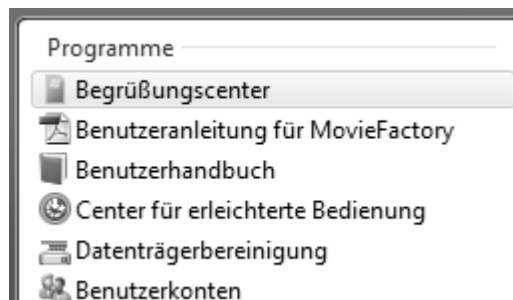 Programme
Begrüßungscenter
Benutzeranleitung für MovieFactory
Benutzerhandbuch
Center für erleichterte Bedienung
Datenträgerbereinigung
Benutzerkonten